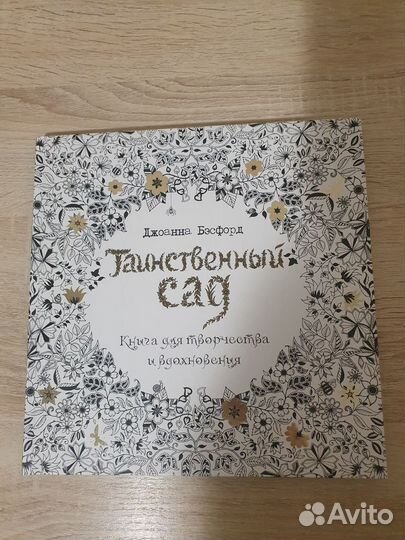 Джоанна Бэсфорд
Таинственный
сад
Книга для творчества
и вдохновения
Avito